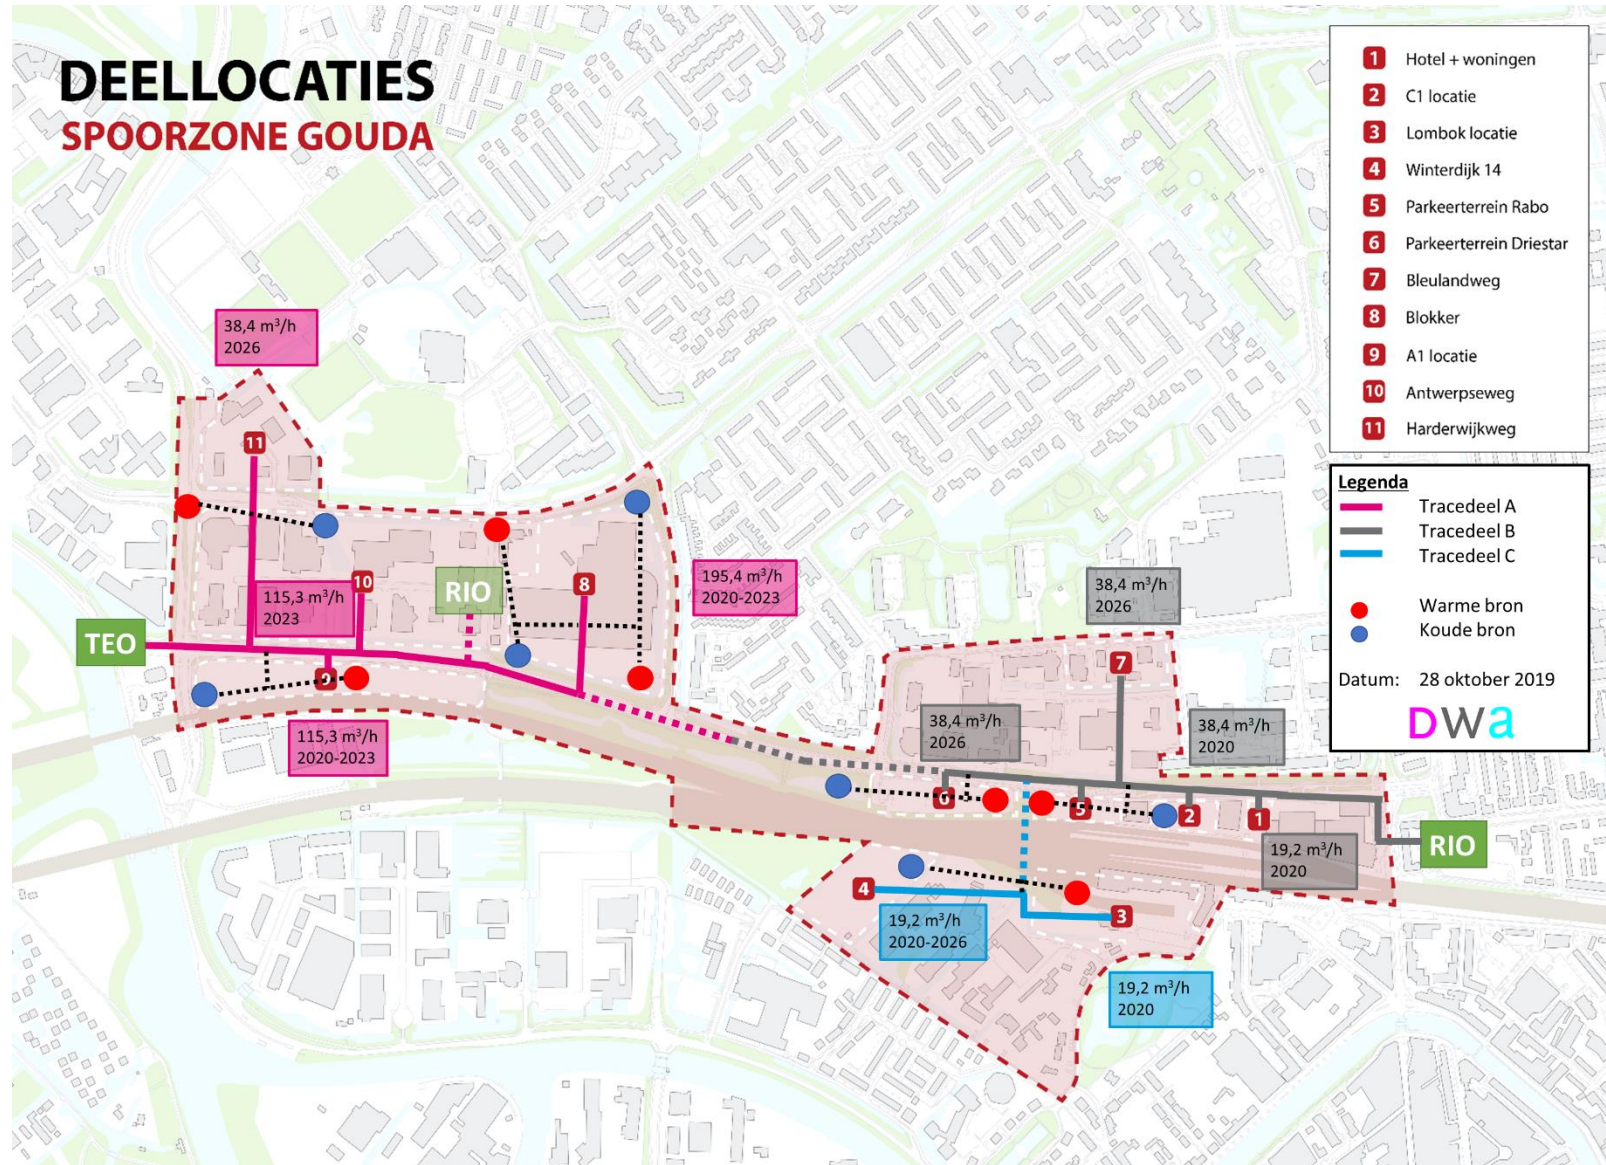 DEELLOCATIES
SPOORZONE GOUDA
1 Hotel + woningen
2 C1 locatie
3 Lombok locatie
4 Winterdijk 14
5 Parkeerterrein Rabo
6 Parkeerterrein Driestar
7 Bleulandweg
8 Blokker
9 A1 locatie
10 Antwerpseweg
11 Harderwijkweg
Legenda
Tracedeel A
Tracedeel B
Tracedeel C
Warme bron
Koude bron
Datum: 28 oktober 2019
DWa
38,4 m³/h
2026
11
10
115,3 m³/h
2023
RIO
8
195,4 m³/h
2020-2023
TEO
9
115,3 m³/h
2020-2023
38,4 m³/h
2026
7
38,4 m³/h
2026
38,4 m³/h
2020
6
5
2
1
19,2 m³/h
2020
RIO
4
19,2 m³/h
2020-2026
3
19,2 m³/h
2020